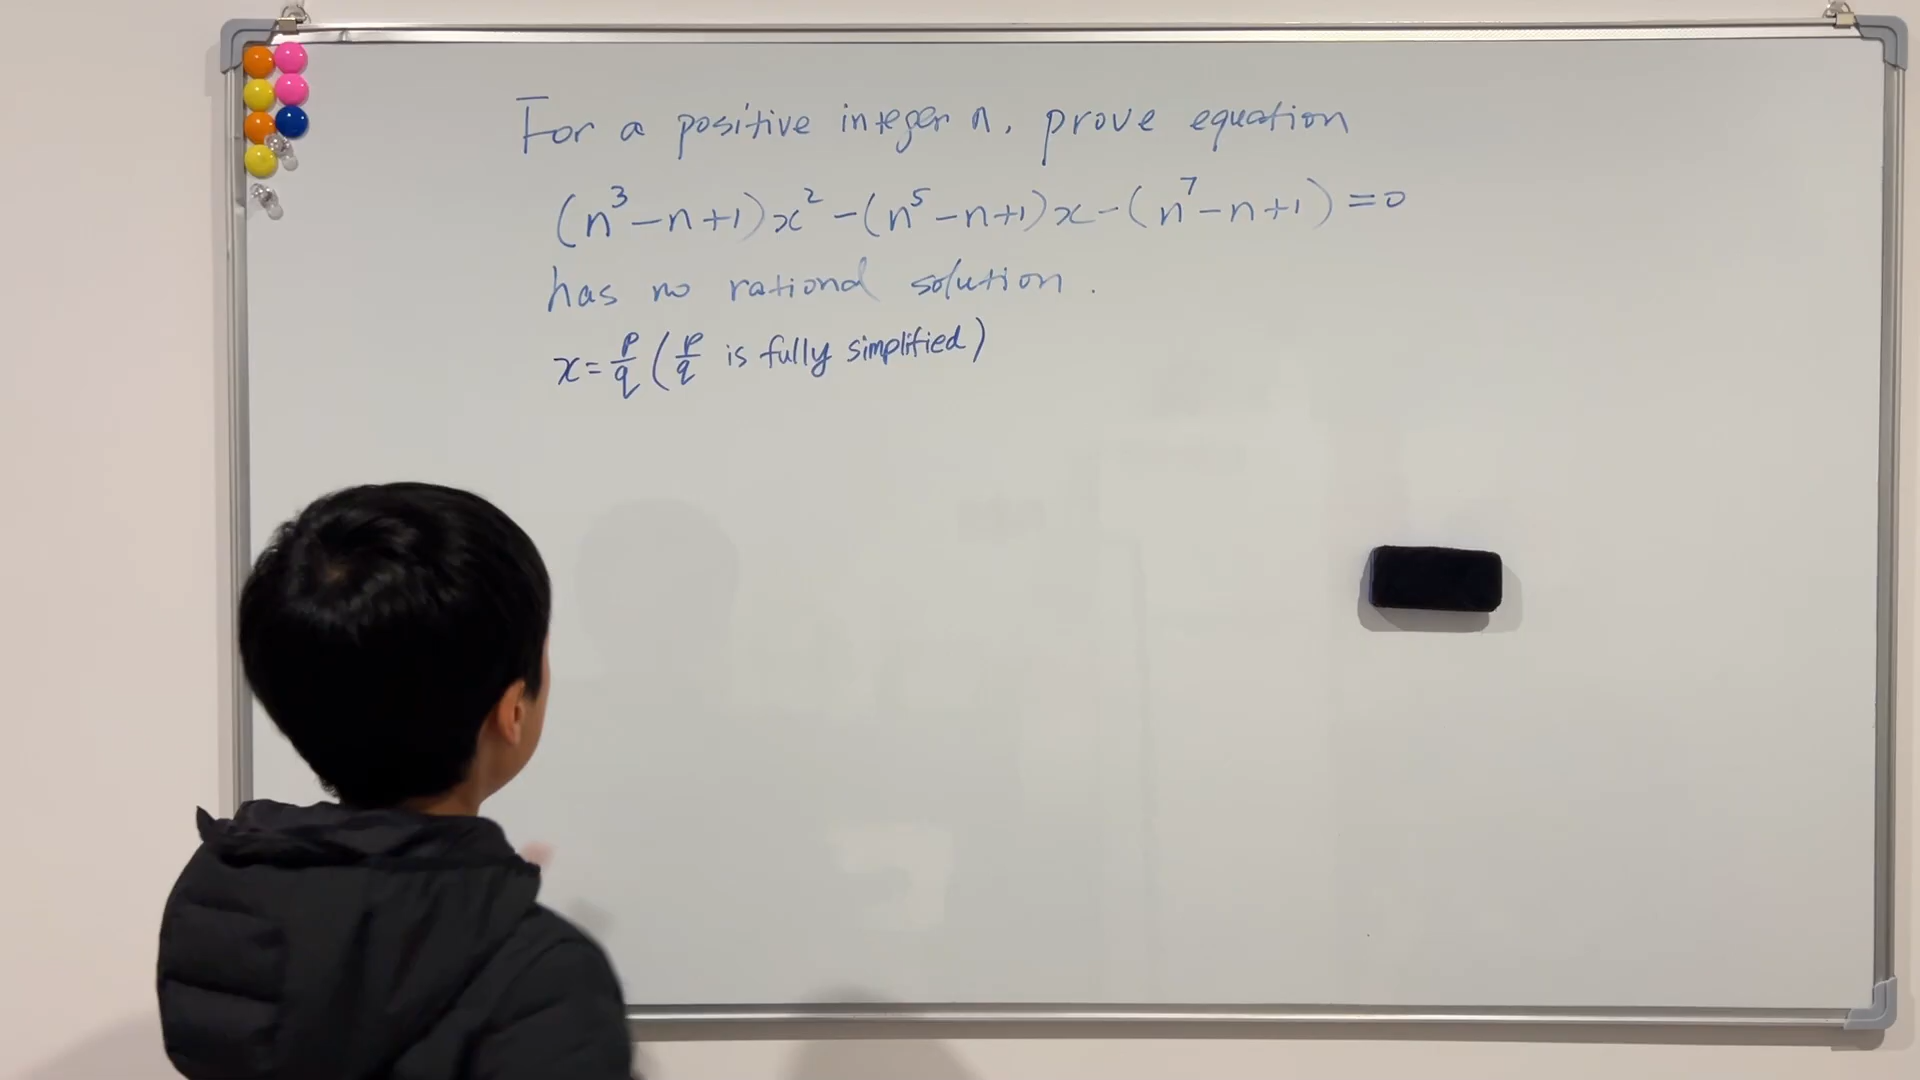 For a positive integer n, prove equation
(n³-n+1)x²-(n⁵-n+1)x-(n⁷-n+1)=0
has no rational solution.
x=p/q (p/q is fully simplified)